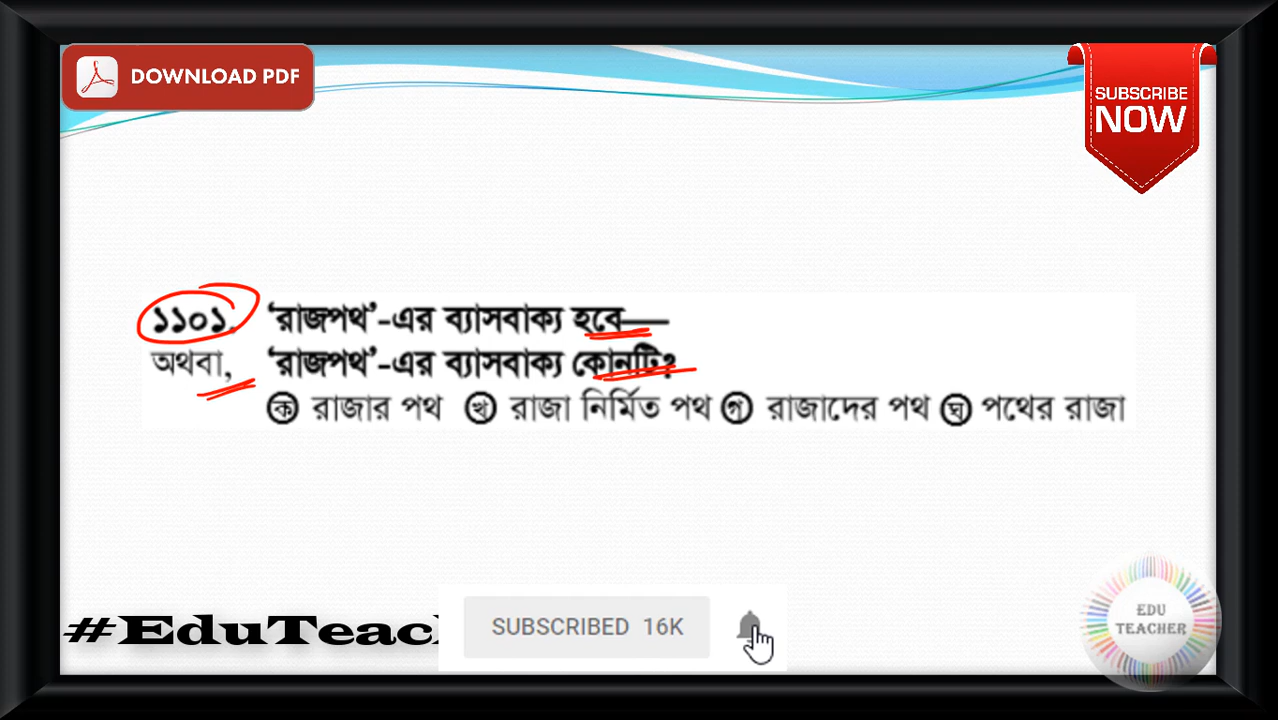 DOWNLOAD PDF
SUBSCRIBE
NOW
১১০১. ‘রাজপথ’-এর ব্যাসবাক্য হবে—
অথবা, ‘রাজপথ’-এর ব্যাসবাক্য কোনটি?
ক রাজার পথ খ রাজা নির্মিত পথ গ রাজাদের পথ ঘ পথের রাজা
#EduTeach
SUBSCRIBED 16K
EDU
TEACHER